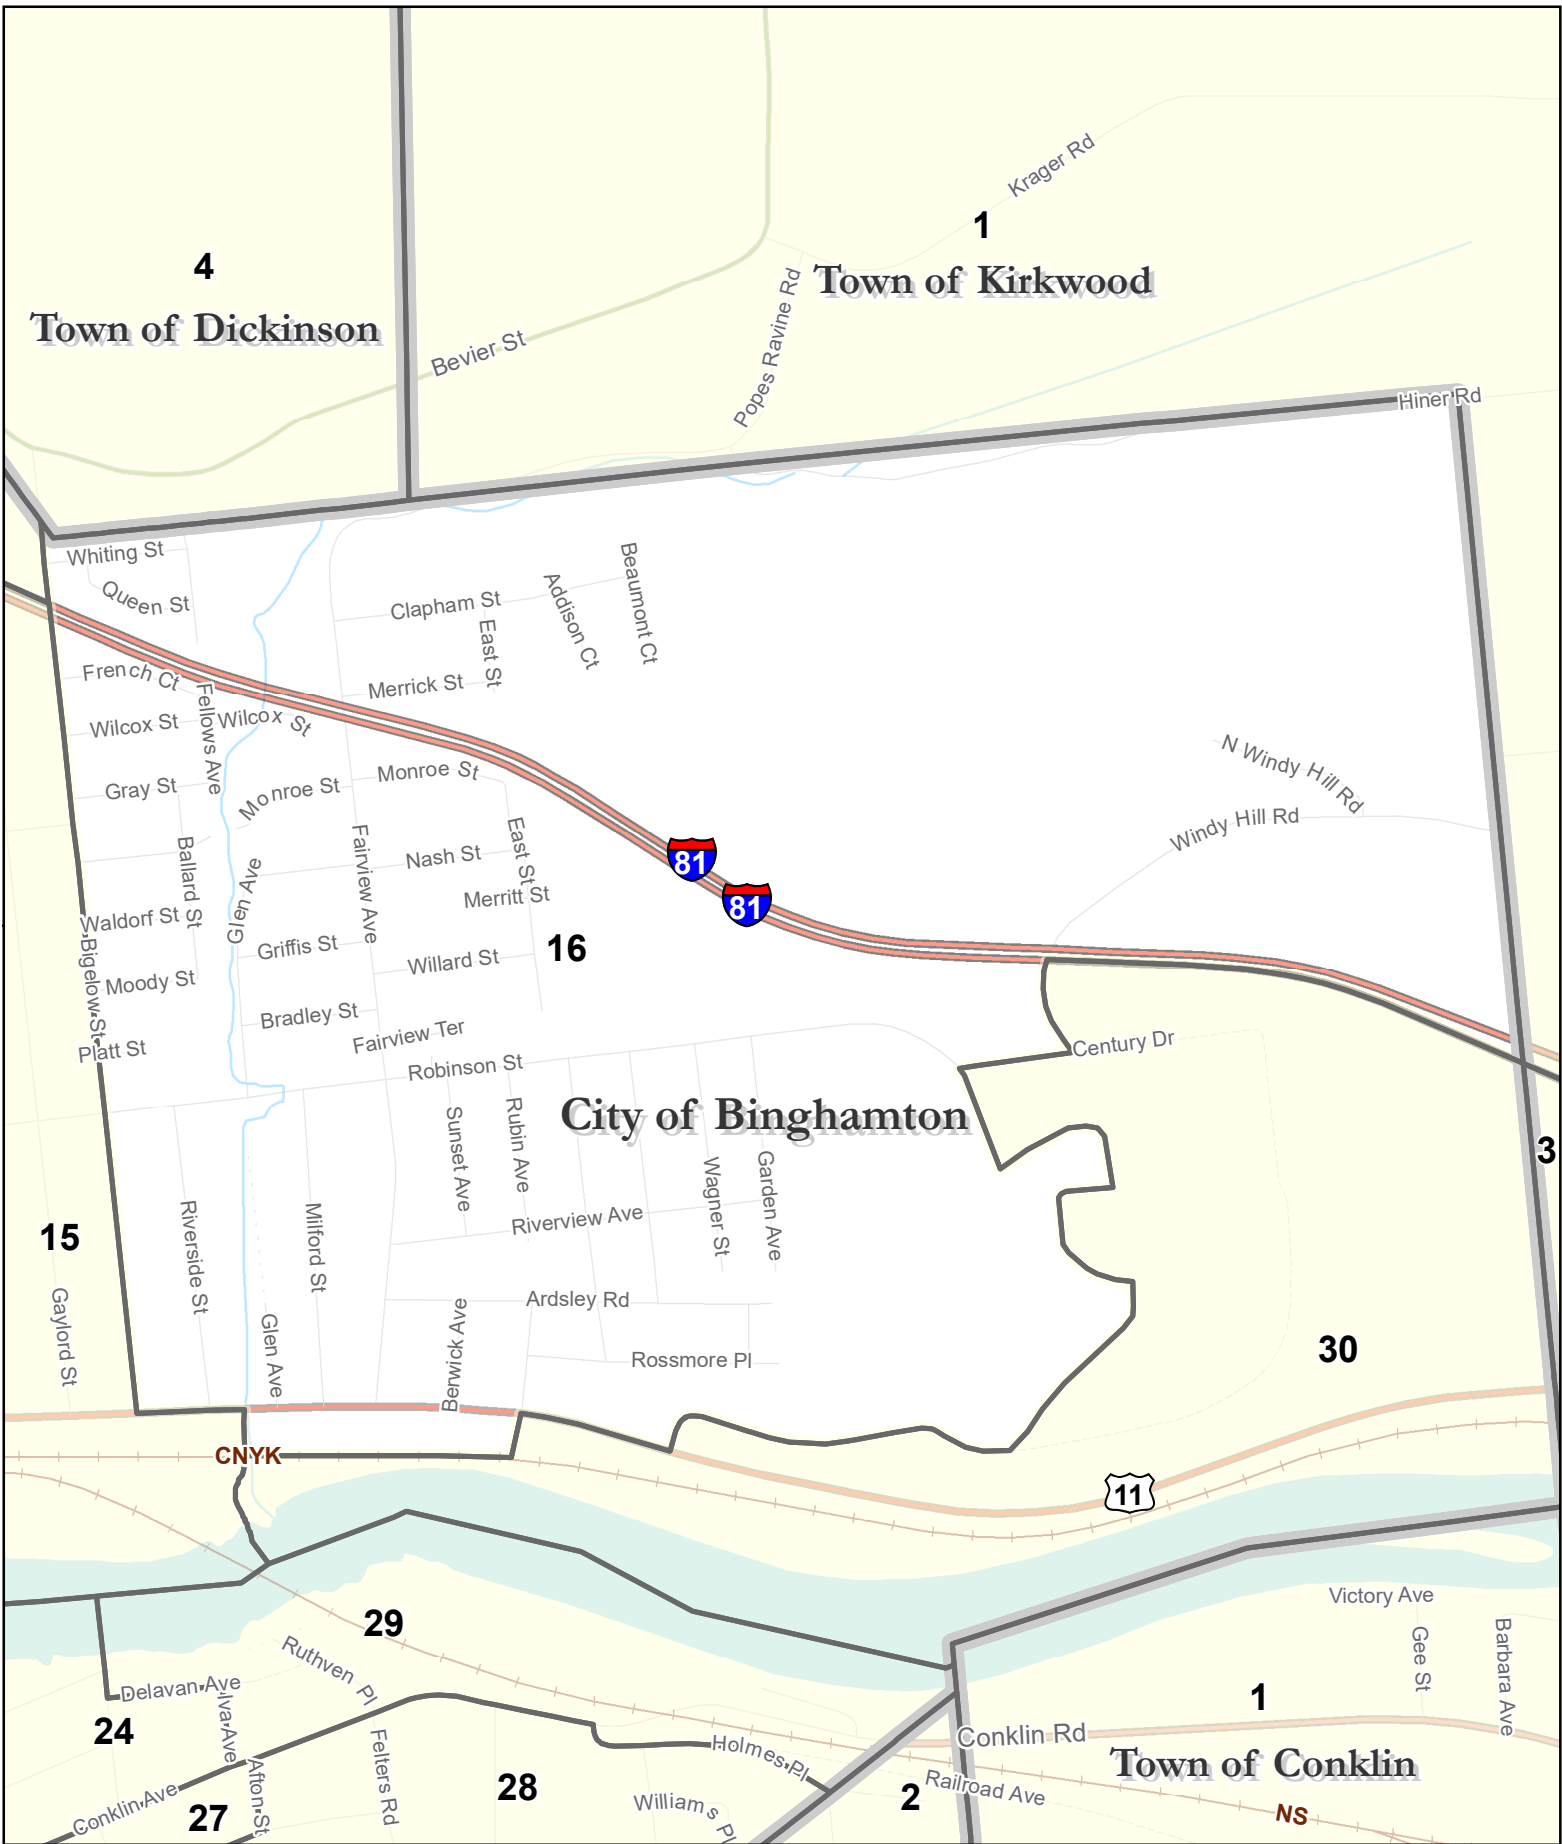 Krager Rd
1
4
Town of Kirkwood
Town of Dickinson
Popes Ravine Rd
Bevier St
Hiner Rd
Whiting St
Queen St
Clapham St
Addison Ct
Beaumont Ct
East St
French Ct
Merrick St
Fellows Ave
Wilcox St
Wilcox St
N Windy Hill Rd
Gray St
Monroe St
Monroe St
Windy Hill Rd
81
81
Ballard St
Glen Ave
Fairview Ave
Nash St
East St
Merritt St
Waldorf St
Griffis St
Willard St
16
Bigelow St
Moody St
Bradley St
Fairview Ter
Platt St
Robinson St
Century Dr
City of Binghamton
3
Sunset Ave
Rubin Ave
Wagner St
Garden Ave
15
Riverside St
Milford St
Riverview Ave
Gaylord St
Glen Ave
Berwick Ave
Ardsley Rd
Rossmore Pl
30
CNYK
11
Victory Ave
29
Ruthven Pl
Gee St
Barbara Ave
Delavan Ave
Iva Ave
24
1
Conklin Rd
Felters Rd
Holmes Pl
Town of Conklin
Afton St
Conklin Ave
27
28
Williams Pl
2
Railroad Ave
NS